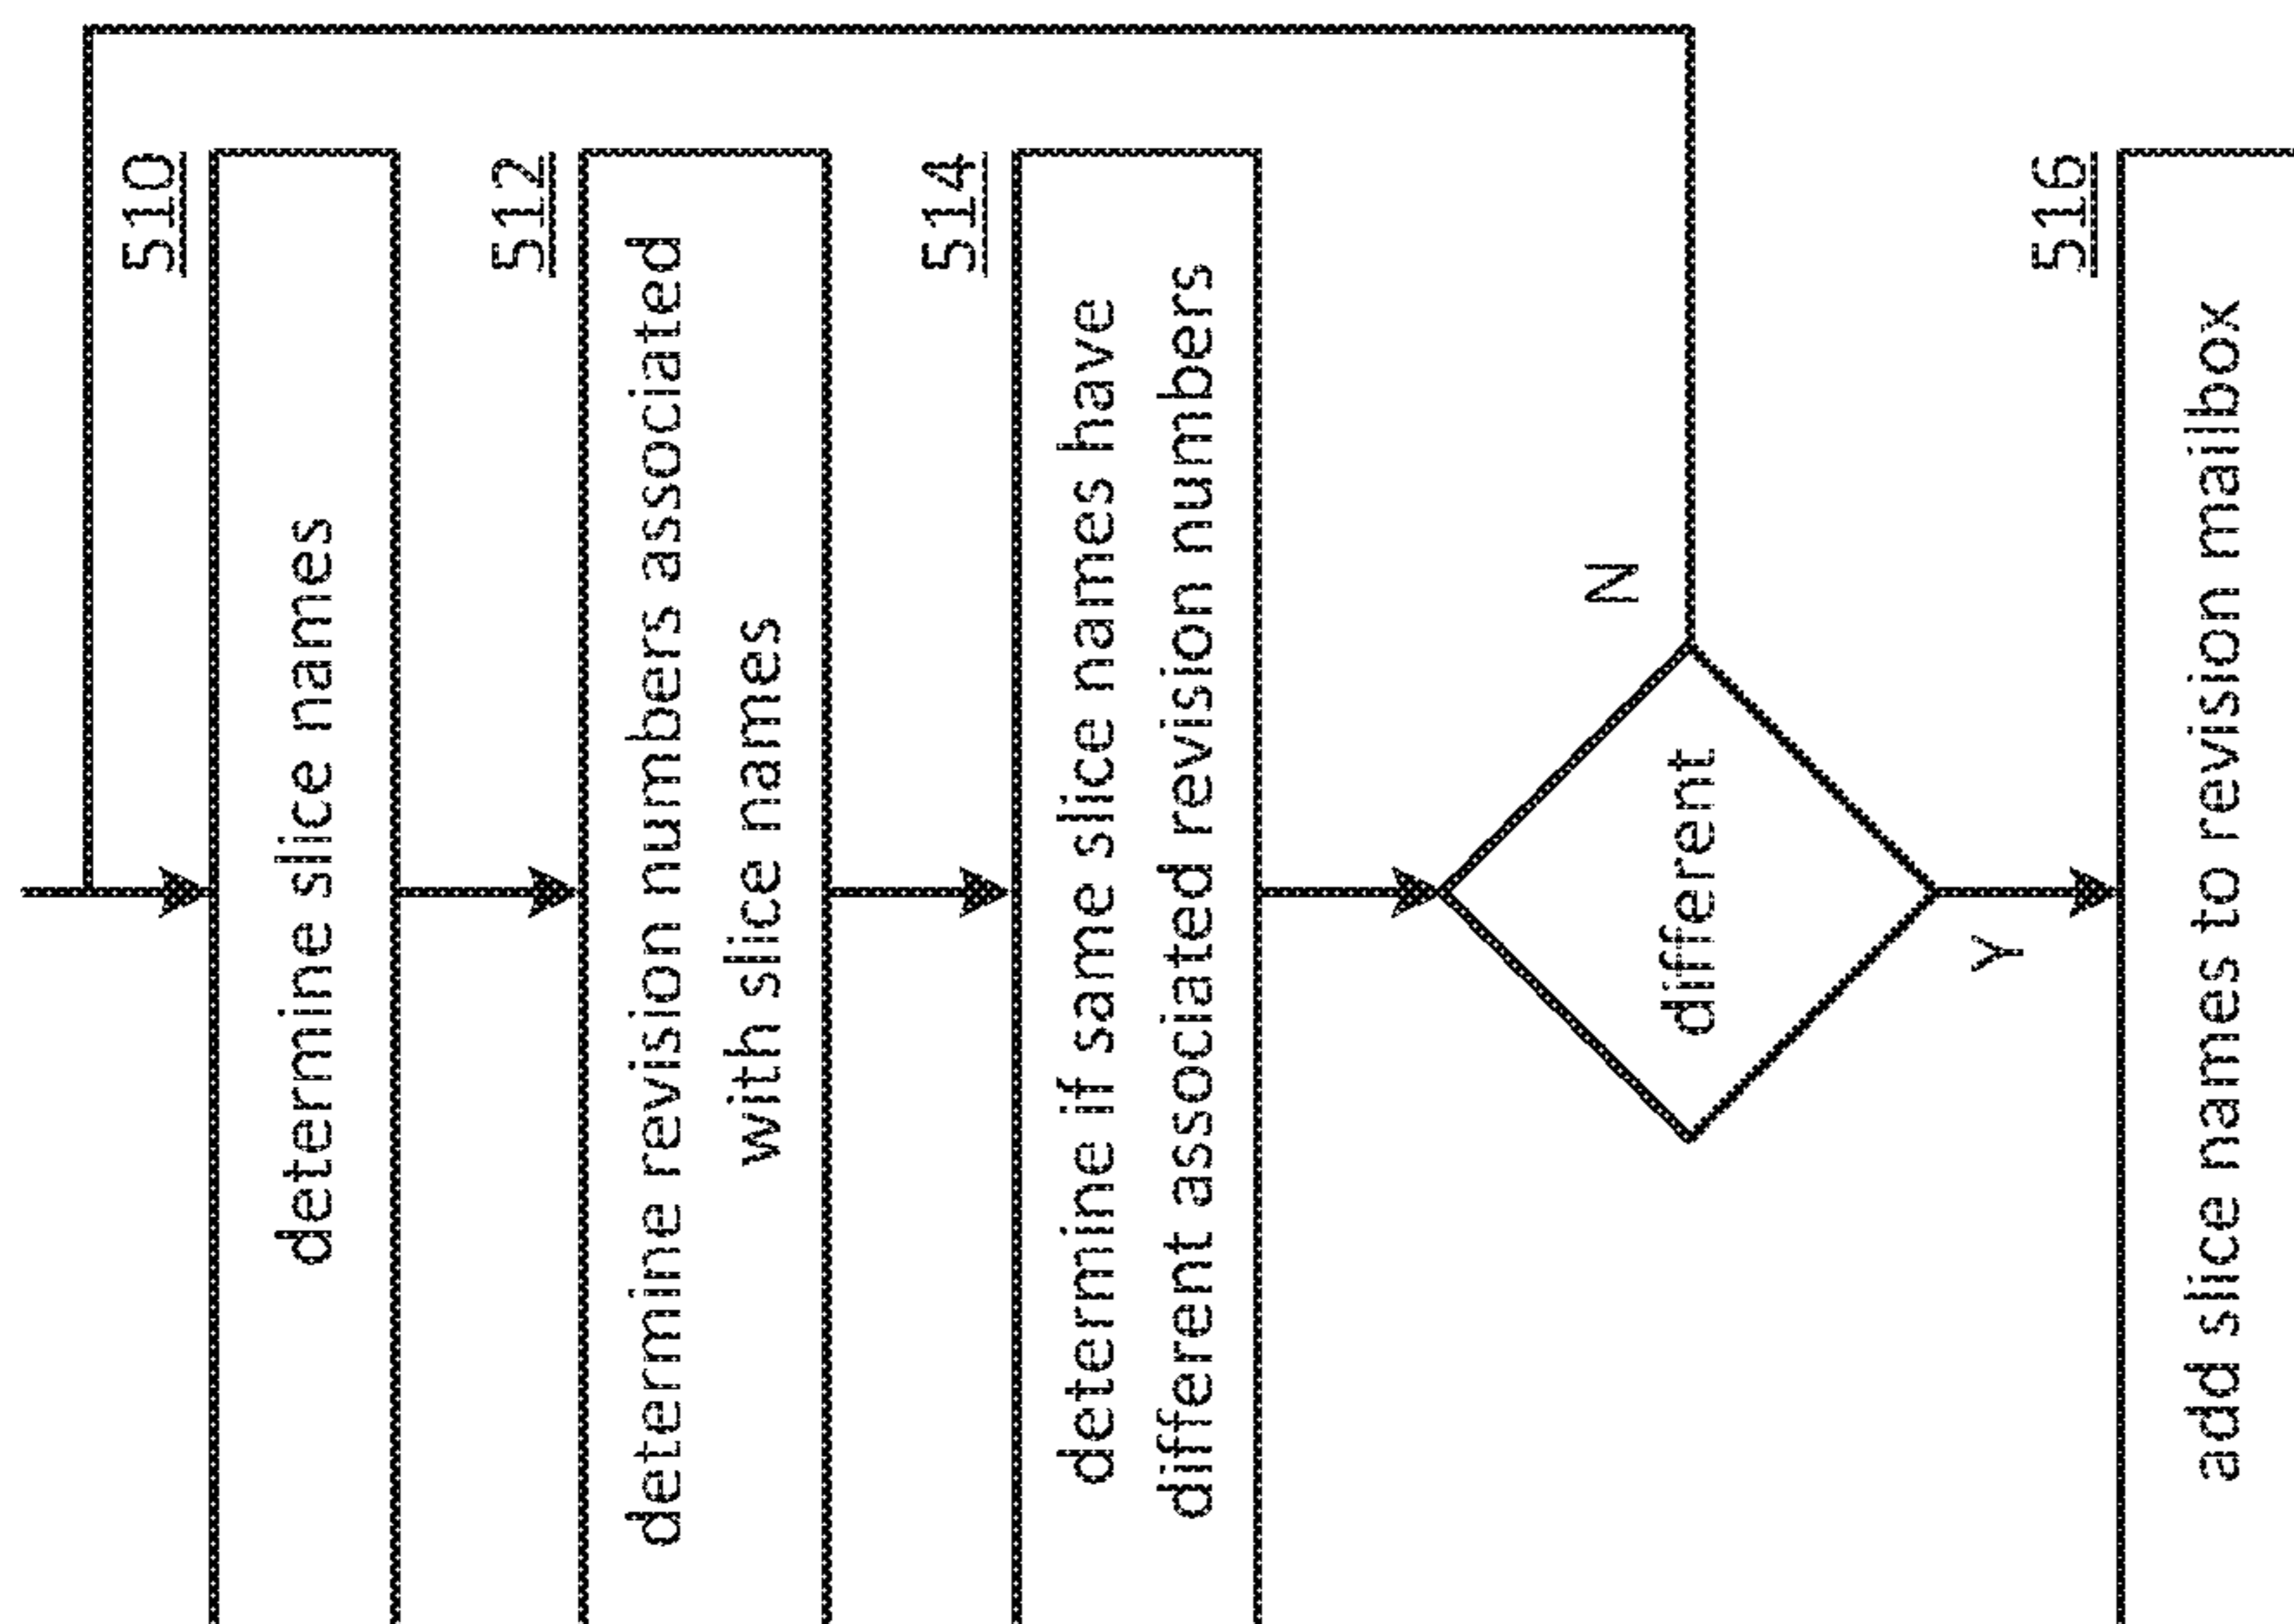 510
determine slice names
512
determine revision numbers associated
with slice names
514
determine if same slice names have
different associated revision numbers
different
N
Y
516
add slice names to revision mailbox